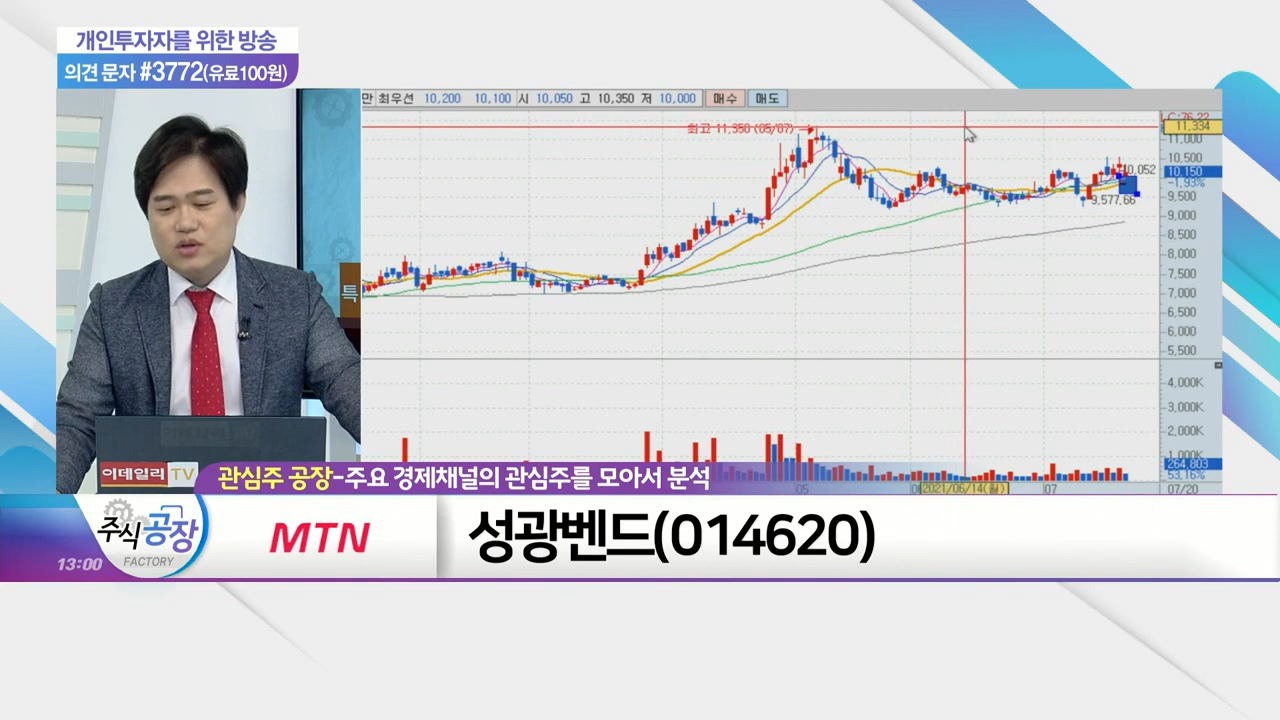 개인투자자를 위한 방송
의견 문자 #3772(유료100원)
만 최우선 10,200 10,100 시 10,050 고 10,350 저 10,000 매수 매도
최고 11,350 (05/07)
LC:76.22
11,334
11,000
10,500
10,052
10,150
-1.93%
9,500
9,577.66
9,000
8,500
8,000
7,500
7,000
6,500
6,000
5,500
4,000K
3,000K
2,000K
1,000K
264,803
53.16%
05
2021/06/14(월)
07
07/20
특
이데일리 TV
관심주 공장-주요 경제채널의 관심주를 모아서 분석
주식공장
FACTORY
13:00
MTN
성광벤드(014620)